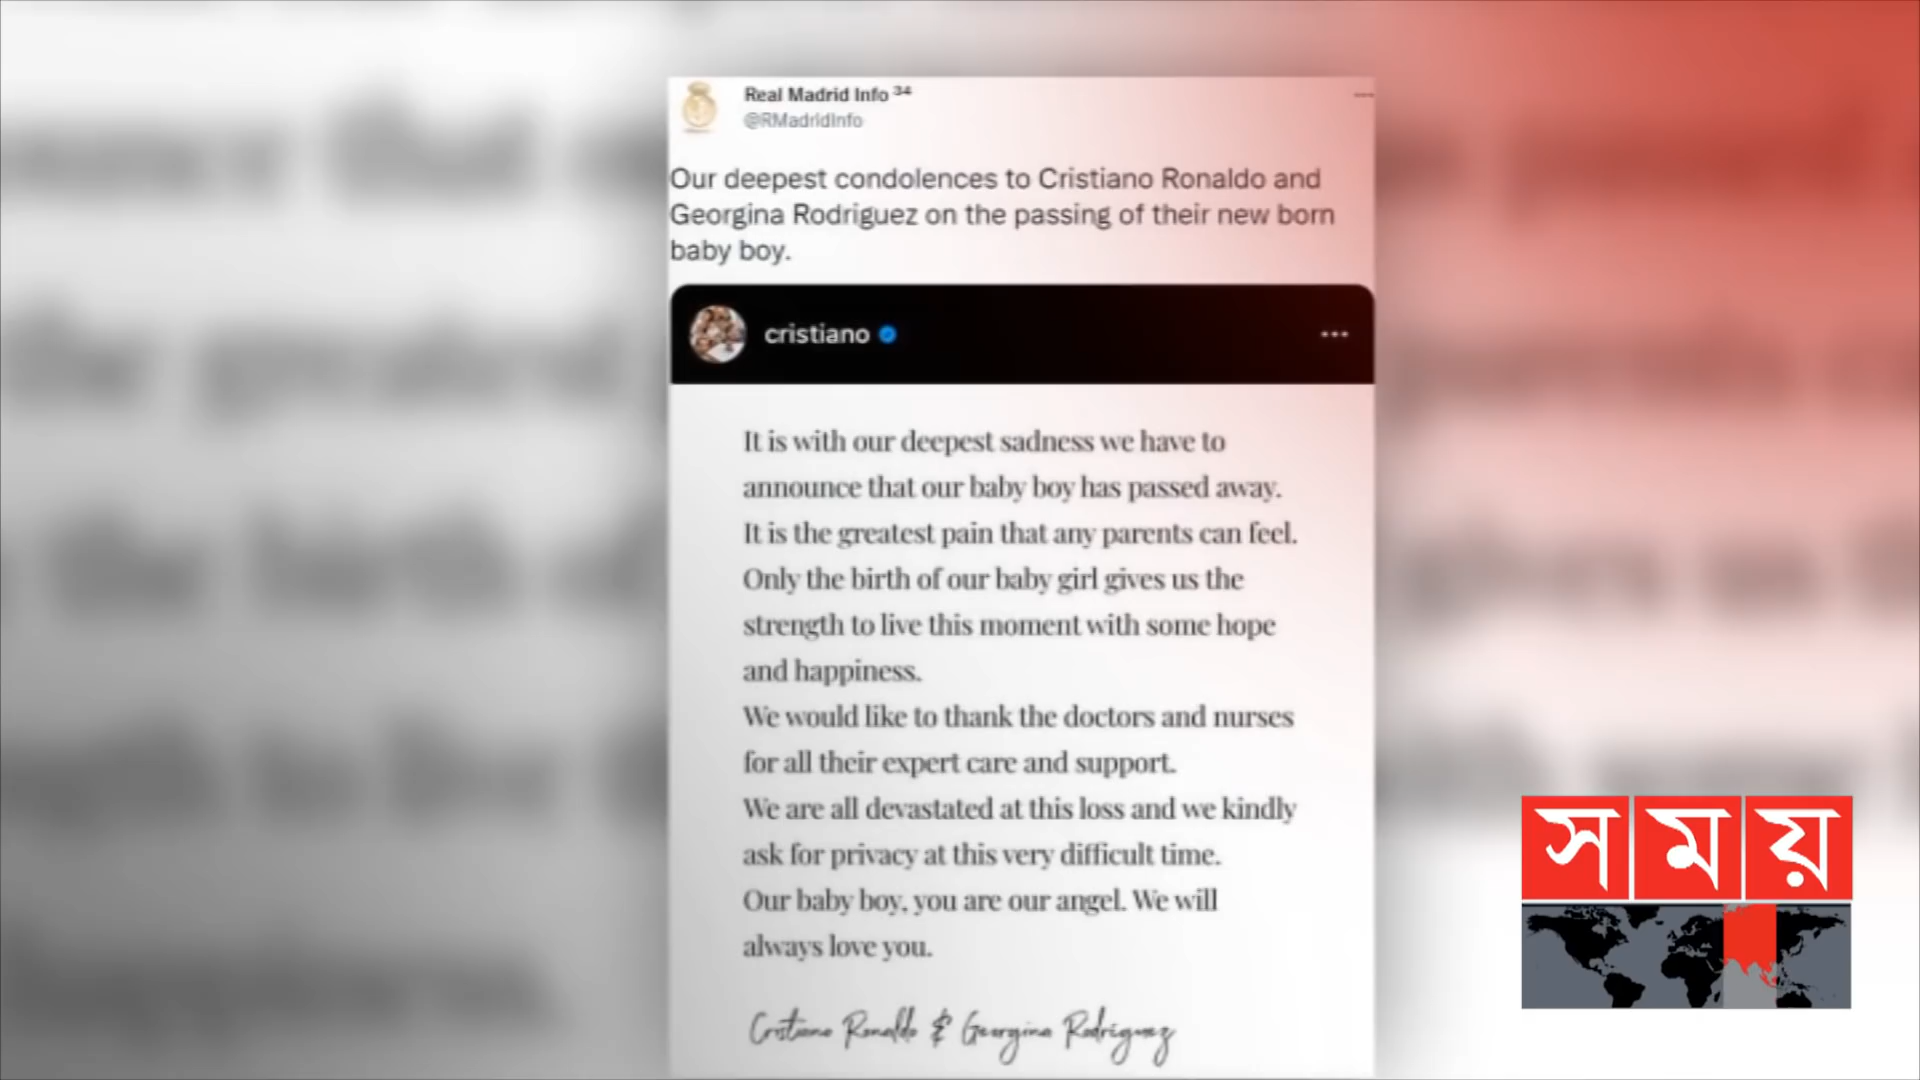 Real Madrid Info ³⁴
@RMadridInfo
Our deepest condolences to Cristiano Ronaldo and
Georgina Rodriguez on the passing of their new born
baby boy.
cristiano
It is with our deepest sadness we have to
announce that our baby boy has passed away.
It is the greatest pain that any parents can feel.
Only the birth of our baby girl gives us the
strength to live this moment with some hope
and happiness.
We would like to thank the doctors and nurses
for all their expert care and support.
We are all devastated at this loss and we kindly
ask for privacy at this very difficult time.
Our baby boy, you are our angel. We will
always love you.
Cristiano Ronaldo & Georgina Rodríguez
সময়